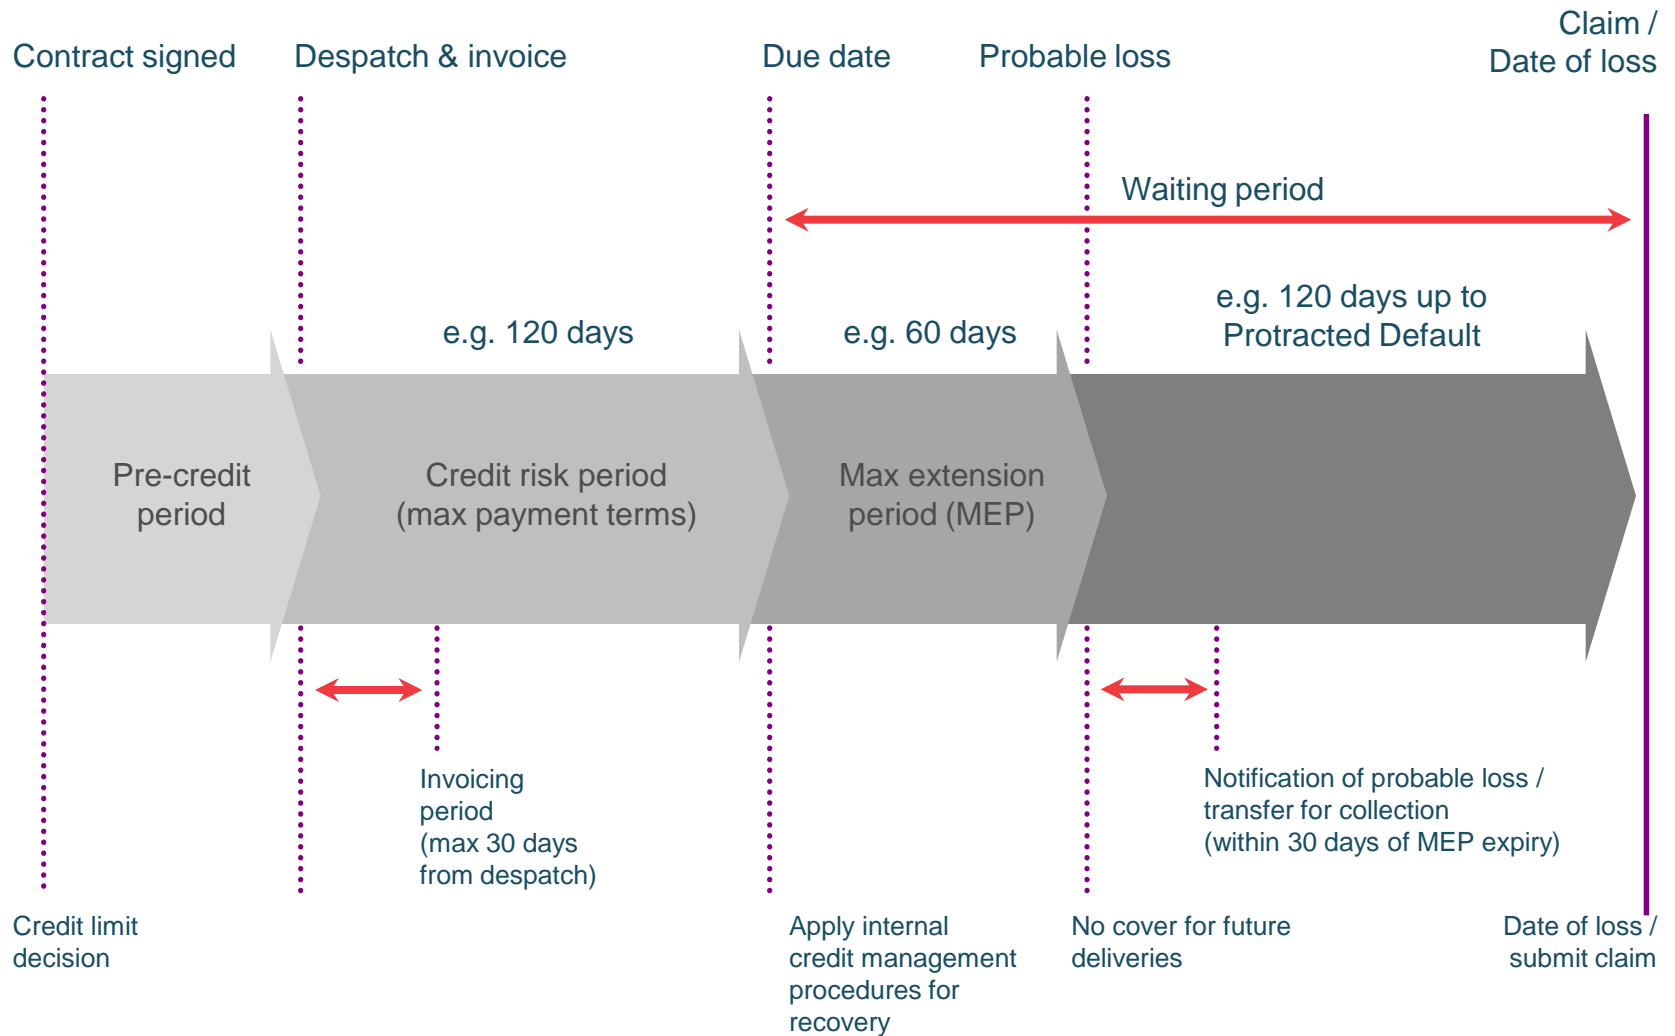 Contract signed
Despatch & invoice
Due date
Probable loss
Claim /
Date of loss
Waiting period
e.g. 120 days
e.g. 60 days
e.g. 120 days up to
Protracted Default
Pre-credit
period
Credit risk period
(max payment terms)
Max extension
period (MEP)
Invoicing
period
(max 30 days
from despatch)
Notification of probable loss /
transfer for collection
(within 30 days of MEP expiry)
Credit limit
decision
Apply internal
credit management
procedures for
recovery
No cover for future
deliveries
Date of loss /
submit claim